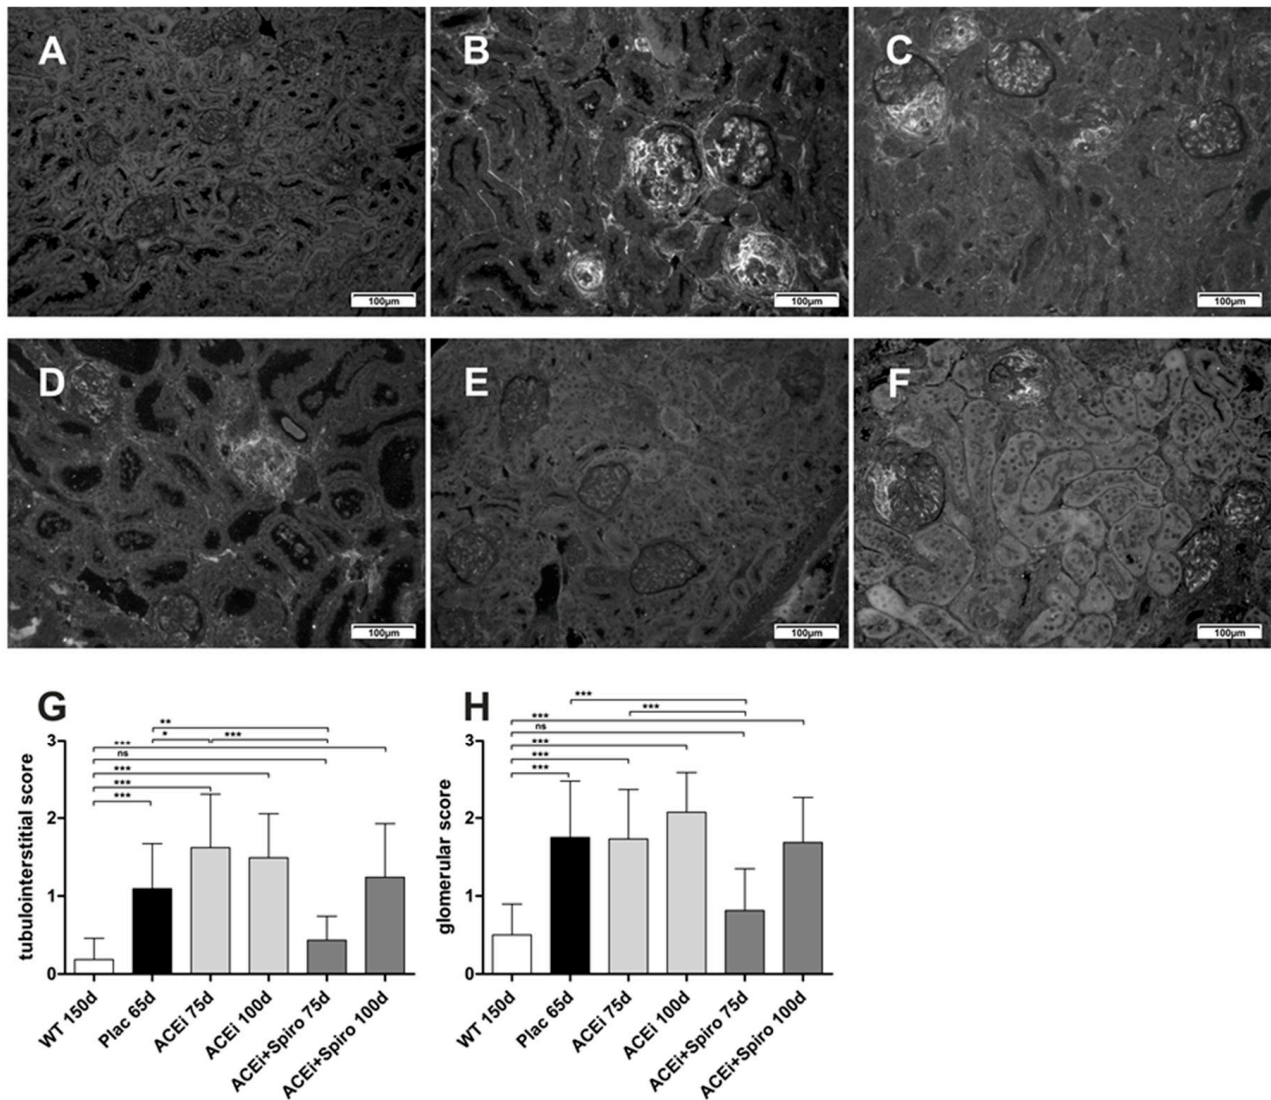 A
B
C
100µm
100µm
100µm
D
E
F
100µm
100µm
100µm
G
***
ns
***
***
***
**
*
***
3
2
1
0
tubulointerstitial score
WT 150d
Plac 65d
ACEi 75d
ACEi 100d
ACEi+Spiro 75d
ACEi+Spiro 100d
H
***
***
***
ns
***
***
***
3
2
1
0
glomerular score
WT 150d
Plac 65d
ACEi 75d
ACEi 100d
ACEi+Spiro 75d
ACEi+Spiro 100d